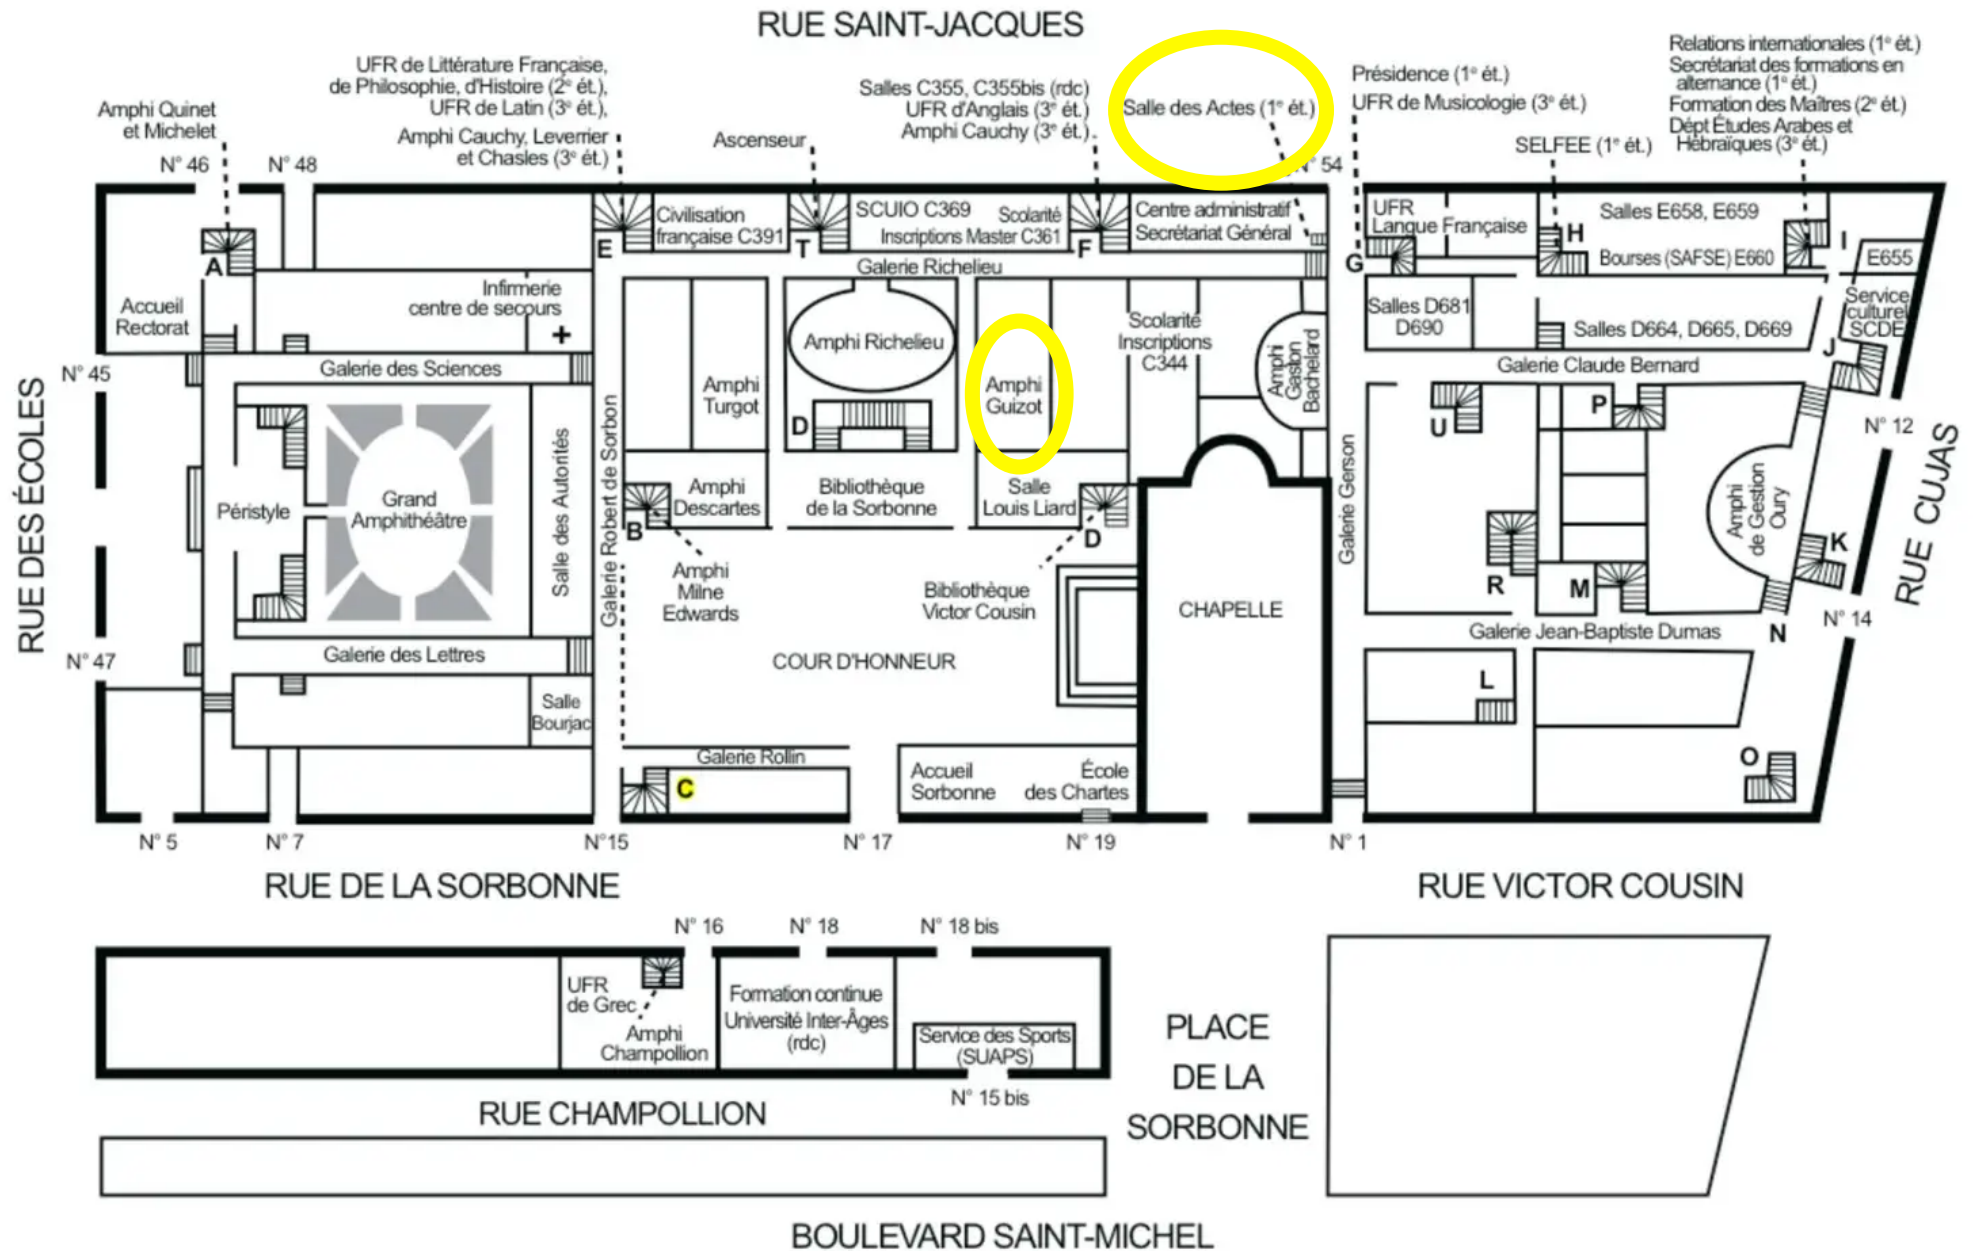 RUE SAINT-JACQUES
UFR de Littérature Française,
de Philosophie, d'Histoire (2e ét.),
UFR de Latin (3e ét.),
Amphi Cauchy, Leverrier
et Chasles (3e ét.)
Amphi Quinet
et Michelet
Ascenseur
Salles C355, C355bis (rdc)
UFR d'Anglais (3e ét.)
Amphi Cauchy (3e ét.)
Salle des Actes (1e ét.)
Présidence (1e ét.)
UFR de Musicologie (3e ét.)
SELFEE (1e ét.)
Relations internationales (1e ét.)
Secrétariat des formations en
alternance (1e ét.)
Formation des Maîtres (2e ét.)
Dépt Études Arabes et
Hébraïques (3e ét.)
N° 46
N° 48
N° 54
A
E
Civilisation
française C391
T
SCUIO C369
Scolarité
Inscriptions Master C361
F
Centre administratif
Secrétariat Général
G
UFR
Langue Française
H
Salles E658, E659
Bourses (SAFSE) E660
I
E655
Galerie Richelieu
Accueil
Rectorat
Infirmerie
centre de secours
+
Amphi Richelieu
Scolarité
Inscriptions
C344
Amphi
Gaston
Bachelard
Salles D681
D690
Salles D664, D665, D669
Service
culturel
SCDE
J
N° 45
Galerie des Sciences
Galerie Claude Bernard
Amphi
Turgot
D
Amphi
Guizot
U
P
N° 12
RUE DES ÉCOLES
Péristyle
Grand
Amphithéâtre
Salle des Autorités
Galerie Robert de Sorbon
Amphi
Descartes
B
Bibliothèque
de la Sorbonne
Salle
Louis Liard
D
Galerie Gerson
Amphi
de Gestion
Oury
K
RUE CUJAS
Amphi
Milne
Edwards
Bibliothèque
Victor Cousin
CHAPELLE
R
M
N
N° 14
Galerie Jean-Baptiste Dumas
N° 47
Galerie des Lettres
COUR D'HONNEUR
L
Salle
Bourjac
Galerie Rollin
C
Accueil
Sorbonne
École
des Chartes
O
N° 5
N° 7
N°15
N° 17
N° 19
N° 1
RUE DE LA SORBONNE
RUE VICTOR COUSIN
N° 16
N° 18
N° 18 bis
UFR
de Grec
Amphi
Champollion
Formation continue
Université Inter-Âges
(rdc)
Service des Sports
(SUAPS)
N° 15 bis
PLACE
DE LA
SORBONNE
RUE CHAMPOLLION
BOULEVARD SAINT-MICHEL